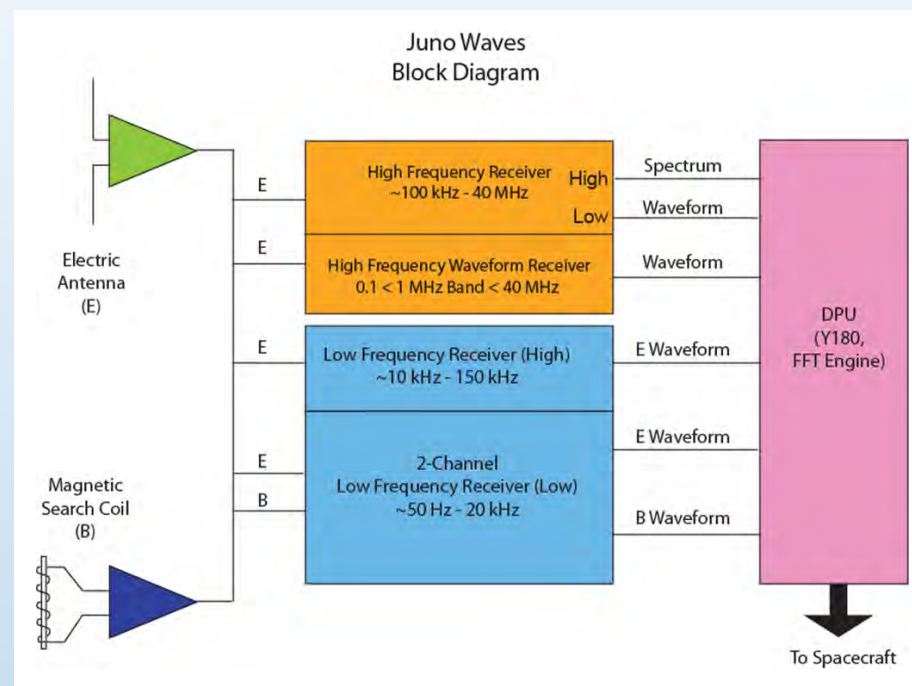 Juno Waves
Block Diagram
Electric
Antenna
(E)
Magnetic
Search Coil
(B)
E
E
E
E
B
High Frequency Receiver
~100 kHz - 40 MHz
High
Low
High Frequency Waveform Receiver
0.1 < 1 MHz Band < 40 MHz
Low Frequency Receiver (High)
~10 kHz - 150 kHz
2-Channel
Low Frequency Receiver (Low)
~50 Hz - 20 kHz
Spectrum
Waveform
Waveform
E Waveform
E Waveform
B Waveform
DPU
(Y180,
FFT Engine)
To Spacecraft